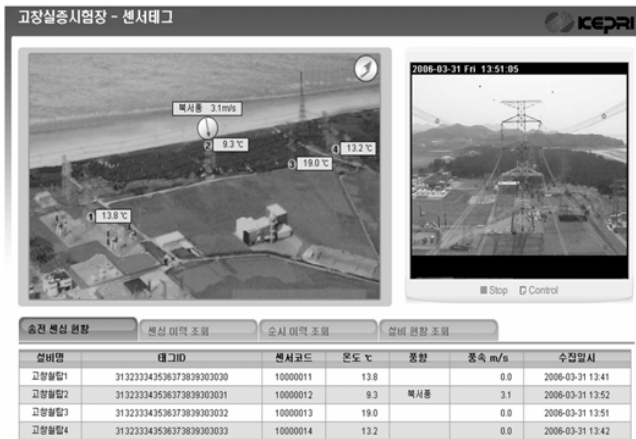 고창실증시험장 - 센서태그
KEPRI
2006-03-31 Fri 13:51:05
북서풍 3.1m/s
2 9.3 ℃
4 13.2 ℃
3 19.0 ℃
1 13.8 ℃
Stop Control
송전 센싱 현황 센싱 이력 조회 순시 이력 조회 설비 현황 조회
설비명 태그ID 센서코드 온도 ℃ 풍향 풍속 m/s 수집일시
고창철탑1 313233343536373839303030 10000011 13.8 0.0 2006-03-31 13:41
고창철탑2 313233343536373839303031 10000012 9.3 북서풍 3.1 2006-03-31 13:52
고창철탑3 313233343536373839303032 10000013 19.0 0.0 2006-03-31 13:51
고창철탑4 313233343536373839303033 10000014 13.2 0.0 2006-03-31 13:42